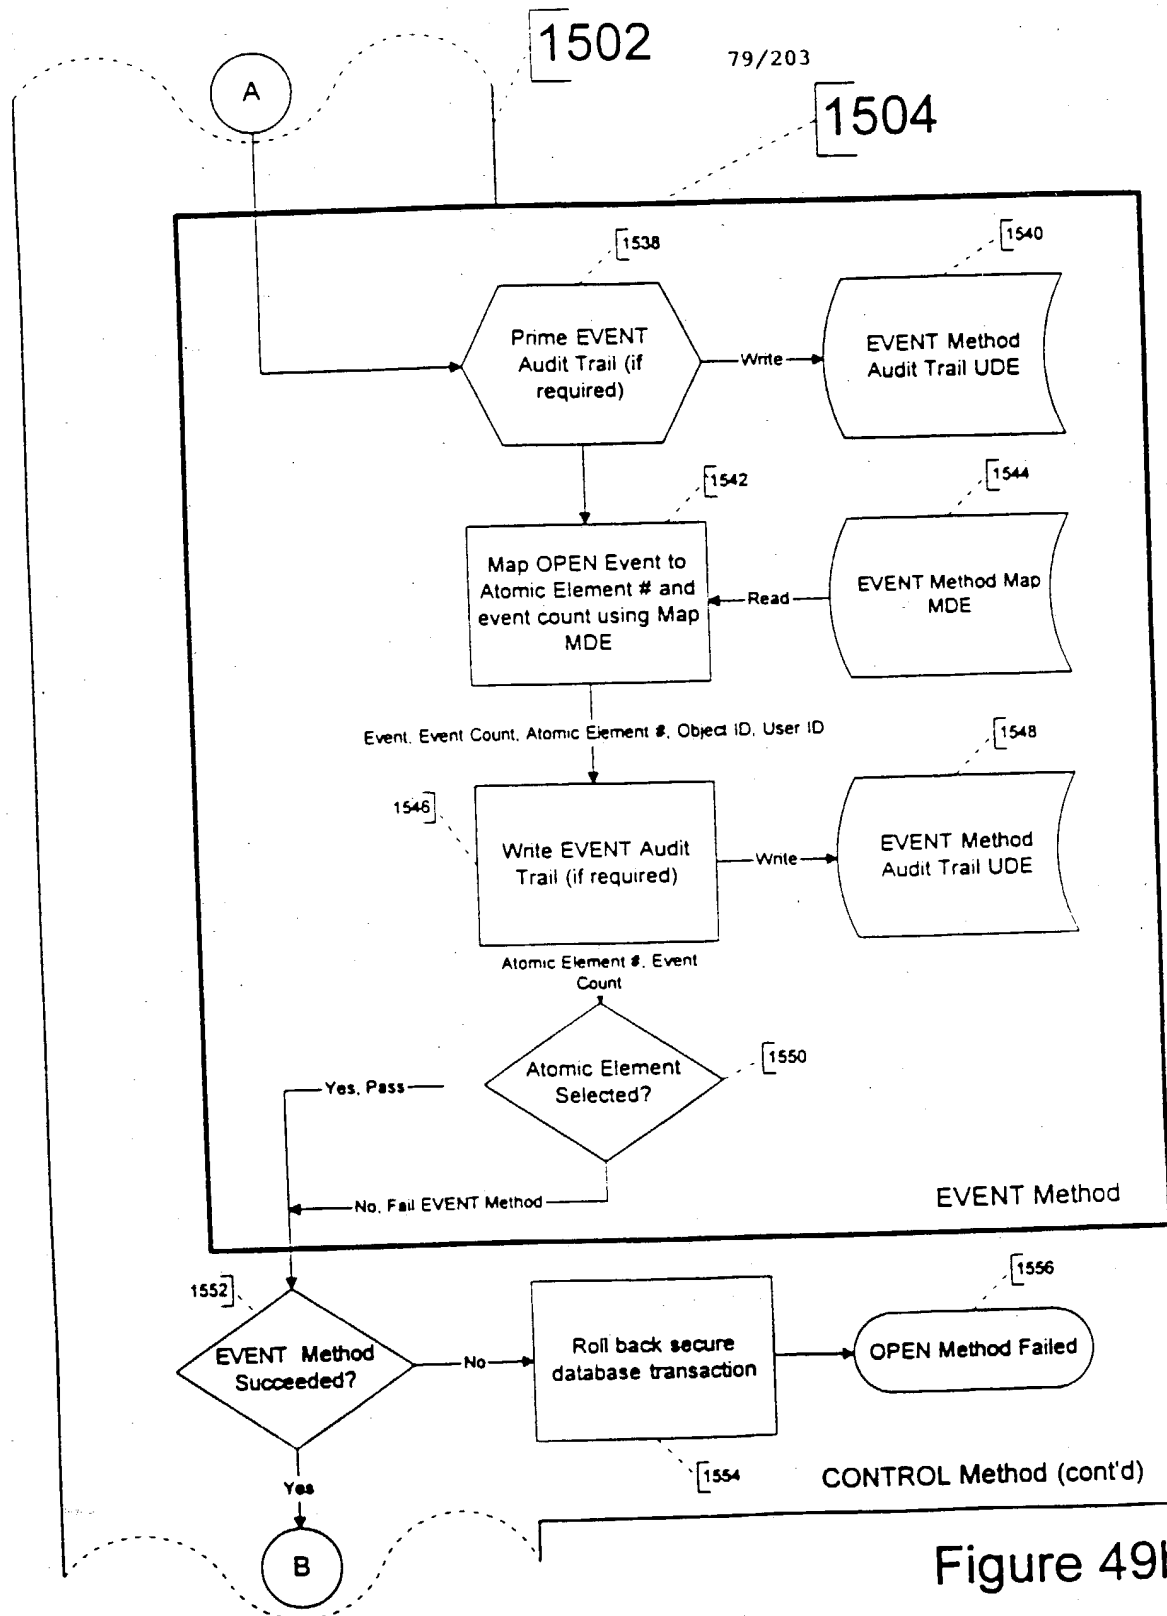 1502
79/203
A
1504
1538
1540
Prime EVENT
Audit Trail (if
required)
Write
EVENT Method
Audit Trail UDE
1542
1544
Map OPEN Event to
Atomic Element # and
event count using Map
MDE
Read
EVENT Method Map
MDE
Event, Event Count, Atomic Element #, Object ID, User ID
1548
1546
Write EVENT Audit
Trail (if required)
Write
EVENT Method
Audit Trail UDE
Atomic Element #, Event
Count
1550
Atomic Element
Selected?
Yes, Pass
No, Fail EVENT Method
EVENT Method
1552
1556
EVENT Method
Succeeded?
No
Roll back secure
database transaction
OPEN Method Failed
1554
CONTROL Method (cont'd)
Yes
B
Figure 49